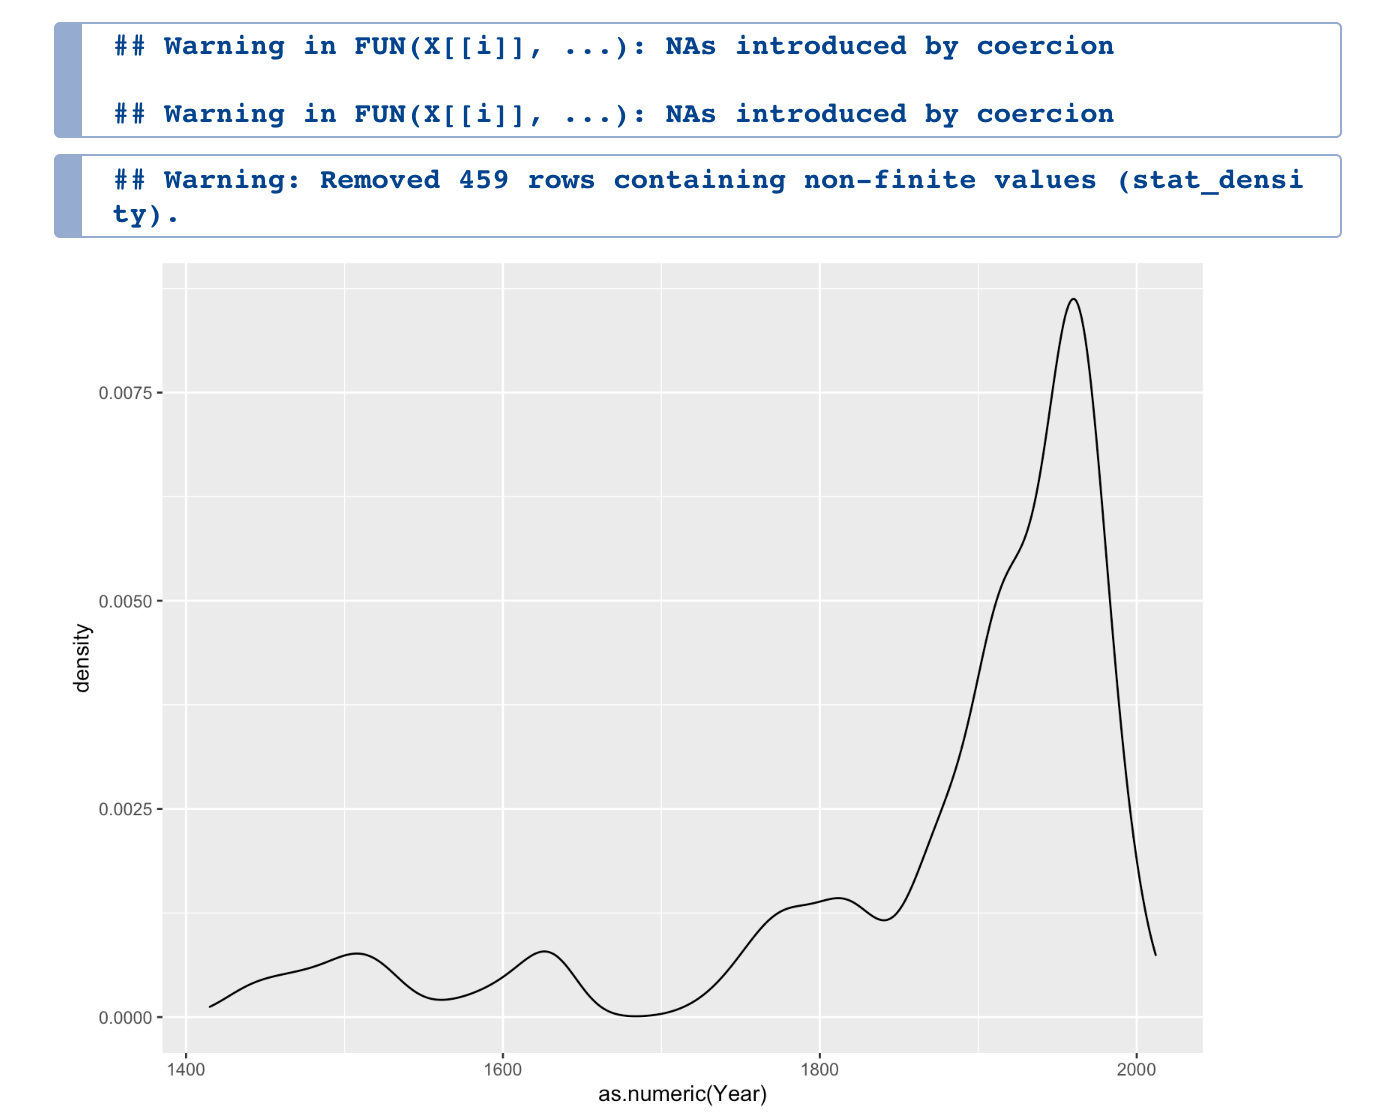 ## Warning in FUN(X[[i]], ...): NAs introduced by coercion
## Warning in FUN(X[[i]], ...): NAs introduced by coercion
## Warning: Removed 459 rows containing non-finite values (stat_densi
ty).
0.0075
0.0050
0.0025
0.0000
density
1400 1600 1800 2000
as.numeric(Year)